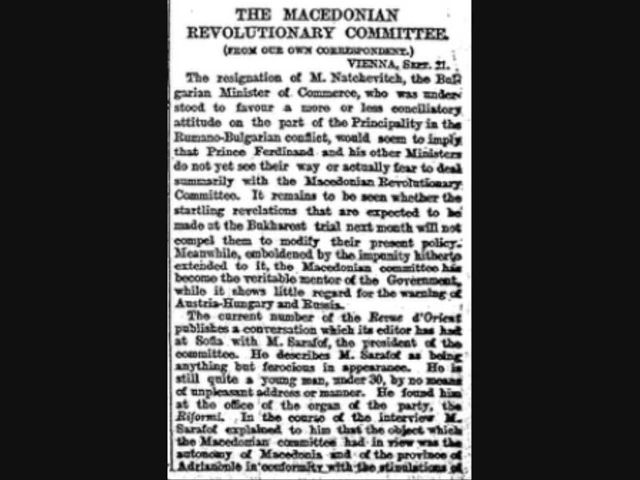 THE MACEDONIAN
REVOLUTIONARY COMMITTEE.
(FROM OUR OWN CORRESPONDENT.)
VIENNA, SEPT. 21.
The resignation of M. Natchevitch, the Bul-
garian Minister of Commerce, who was under-
stood to favour a more or less conciliatory
attitude on the part of the Principality in the
Rumano-Bulgarian conflict, would seem to imply
that Prince Ferdinand and his other Ministers
do not yet see their way or actually fear to deal
summarily with the Macedonian Revolutionary
Committee. It remains to be seen whether the
startling revelations that are expected to be
made at the Bukharest trial next month will not
compel them to modify their present policy.
Meanwhile, emboldened by the impunity hitherto
extended to it, the Macedonian committee has
become the veritable mentor of the Government,
while it shows little regard for the warning of
Austria-Hungary and Russia.
The current number of the Revue d'Orient
publishes a conversation which its editor has had
at Sofia with M. Sarafof, the president of the
committee. He describes M. Sarafof as being
anything but ferocious in appearance. He is
still quite a young man, under 30, by no means
of unpleasant address or manner. He found him
at the office of the organ of the party, the
Riformi. In the course of the interview M.
Sarafof explained to him that the object which
the Macedonian committee had in view was the
autonomy of Macedonia and of the province of
Adrianople in conformity with the stipulations of